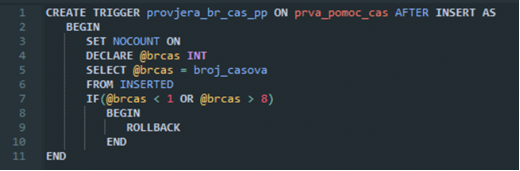 1 CREATE TRIGGER provjera_br_cas_pp ON prva_pomoc_cas AFTER INSERT AS
2 BEGIN
3 SET NOCOUNT ON
4 DECLARE @brcas INT
5 SELECT @brcas = broj_casova
6 FROM INSERTED
7 IF(@brcas < 1 OR @brcas > 8)
8 BEGIN
9 ROLLBACK
10 END
11 END